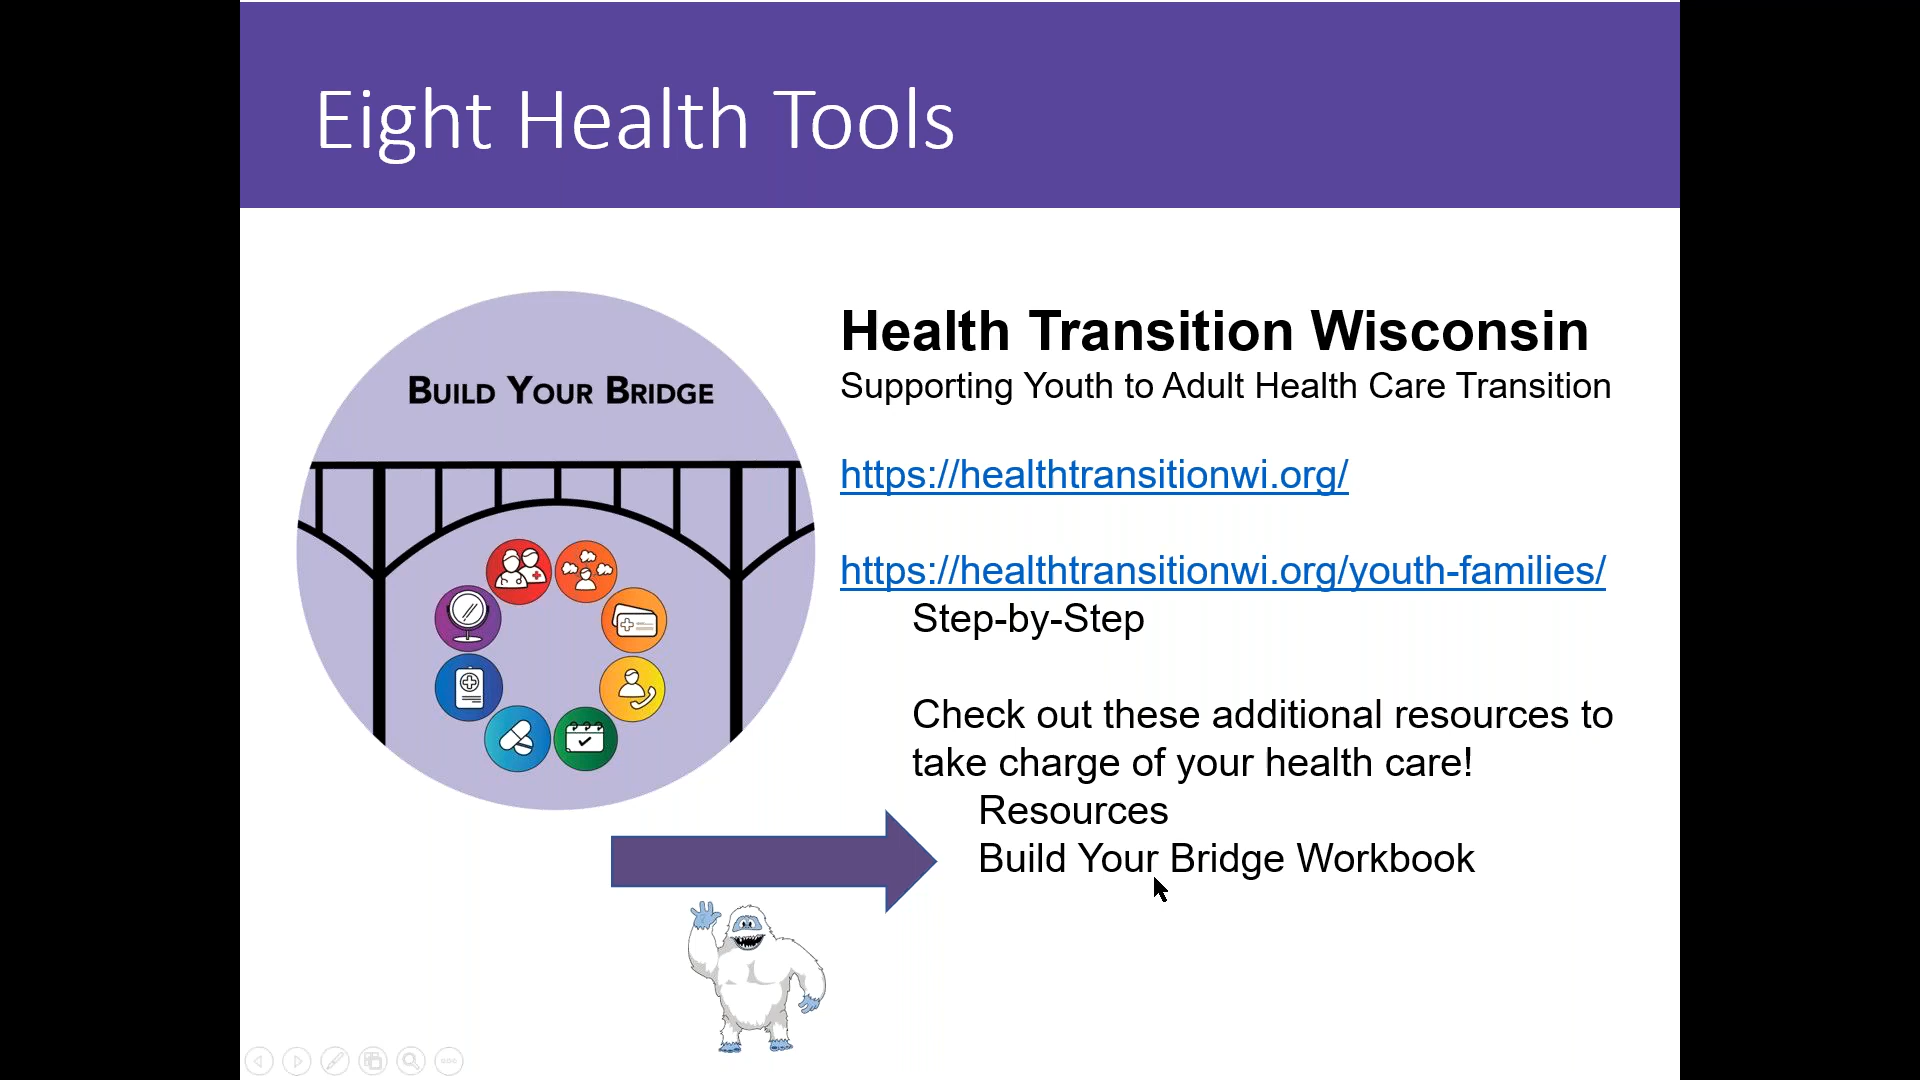 Eight Health Tools
BUILD YOUR BRIDGE
Health Transition Wisconsin
Supporting Youth to Adult Health Care Transition
https://healthtransitionwi.org/
https://healthtransitionwi.org/youth-families/
Step-by-Step
Check out these additional resources to
take charge of your health care!
Resources
Build Your Bridge Workbook